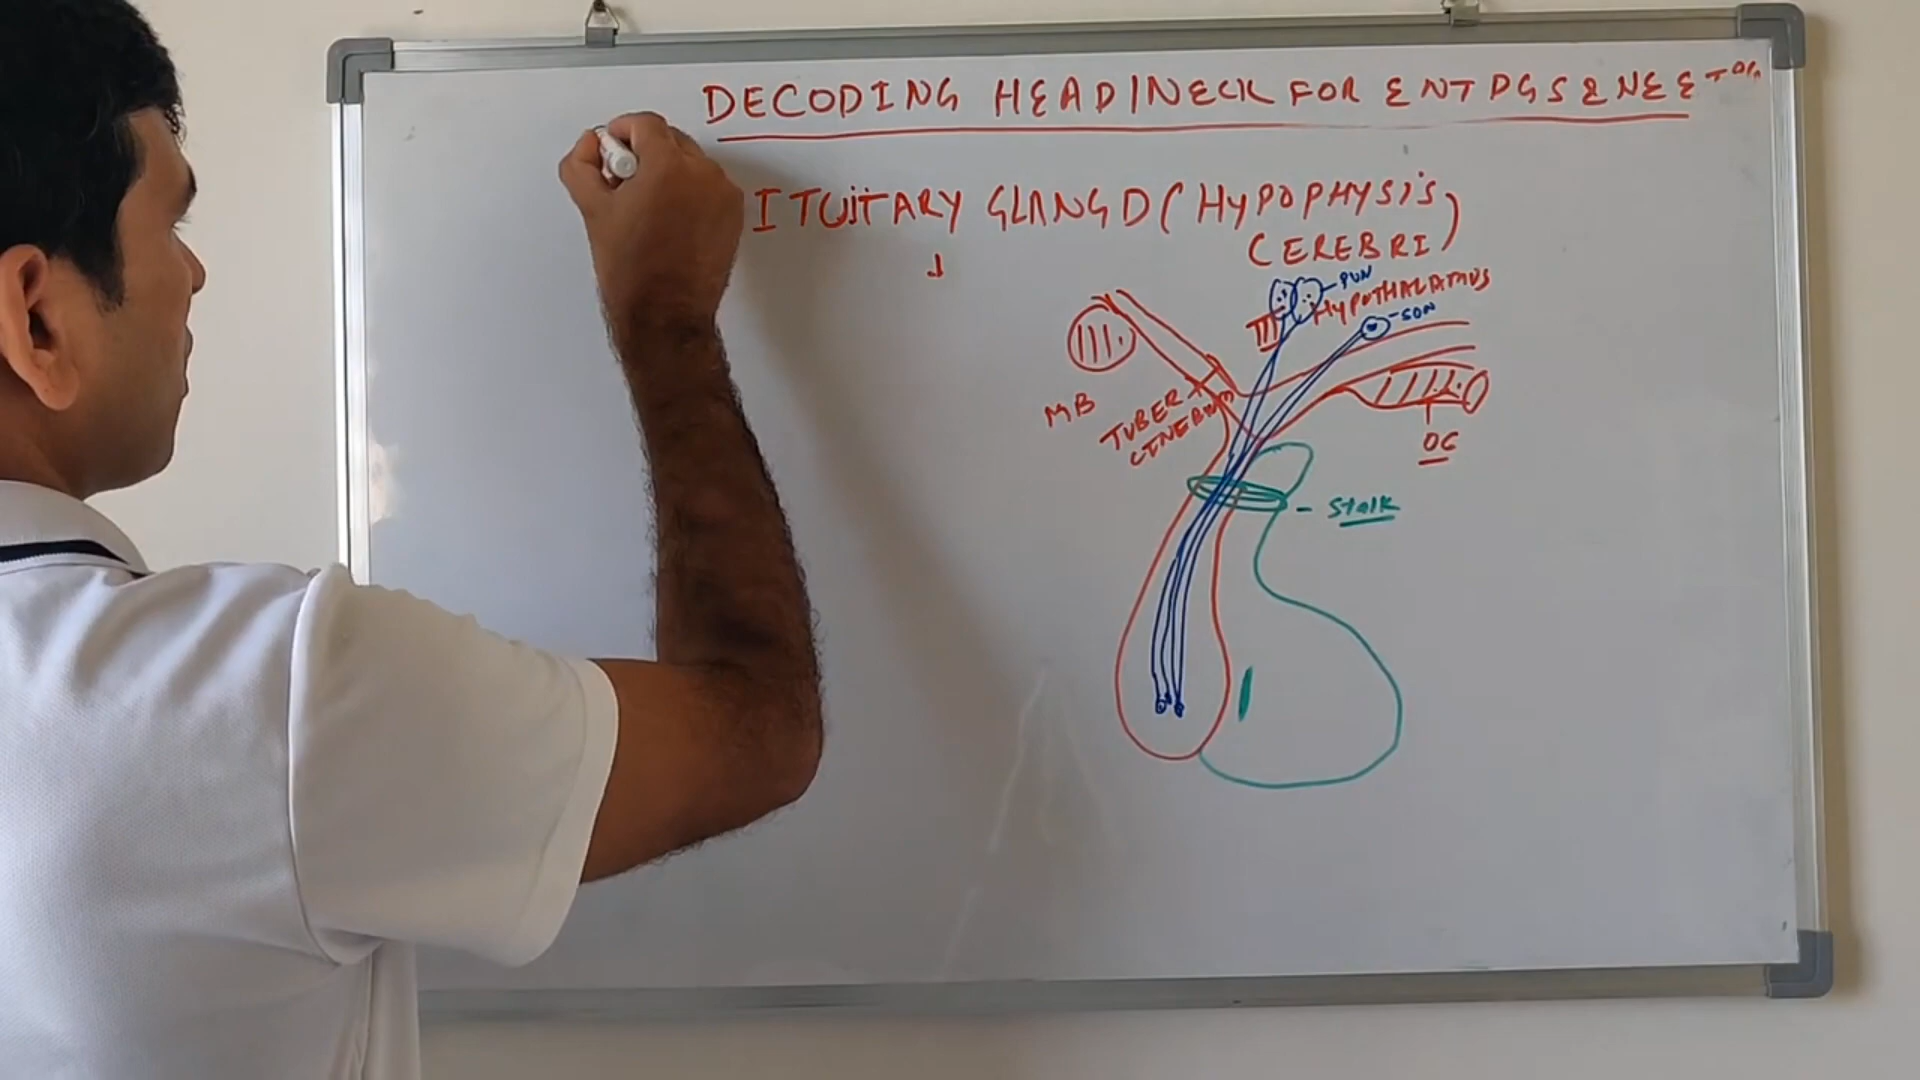 DECODING HEAD/NECK FOR ENT PGS & NEET
ITUITARY GLAND (HYPOPHYSIS
CEREBRI)
PVN
HYPOTHALAMUS
SON
III
MB
TUBER
CINEREUM
OC
Stalk